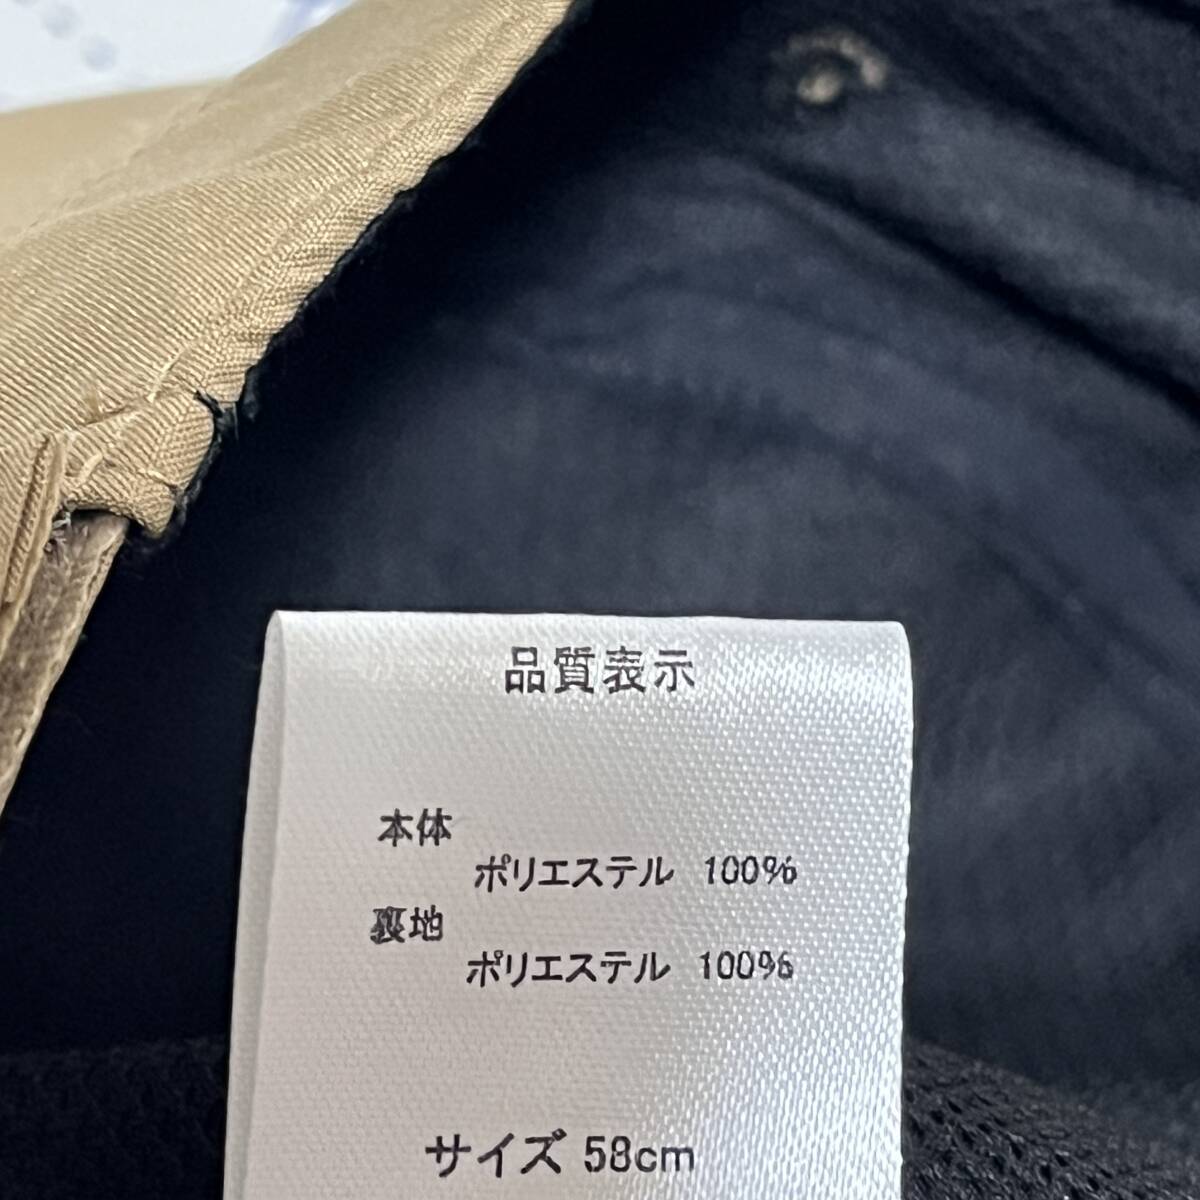 品質表示
本体
ポリエステル 100%
裏地
ポリエステル 100%
サイズ 58cm